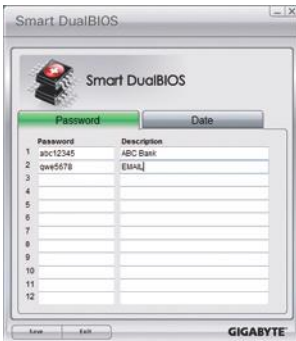 Smart DualBIOS
Smart DualBIOS
Password Date
Password Description
1 abc12345 ABC Bank
2 qwe5678 EMAIL
3
4
5
6
7
8
9
10
11
12
Save Exit GIGABYTE